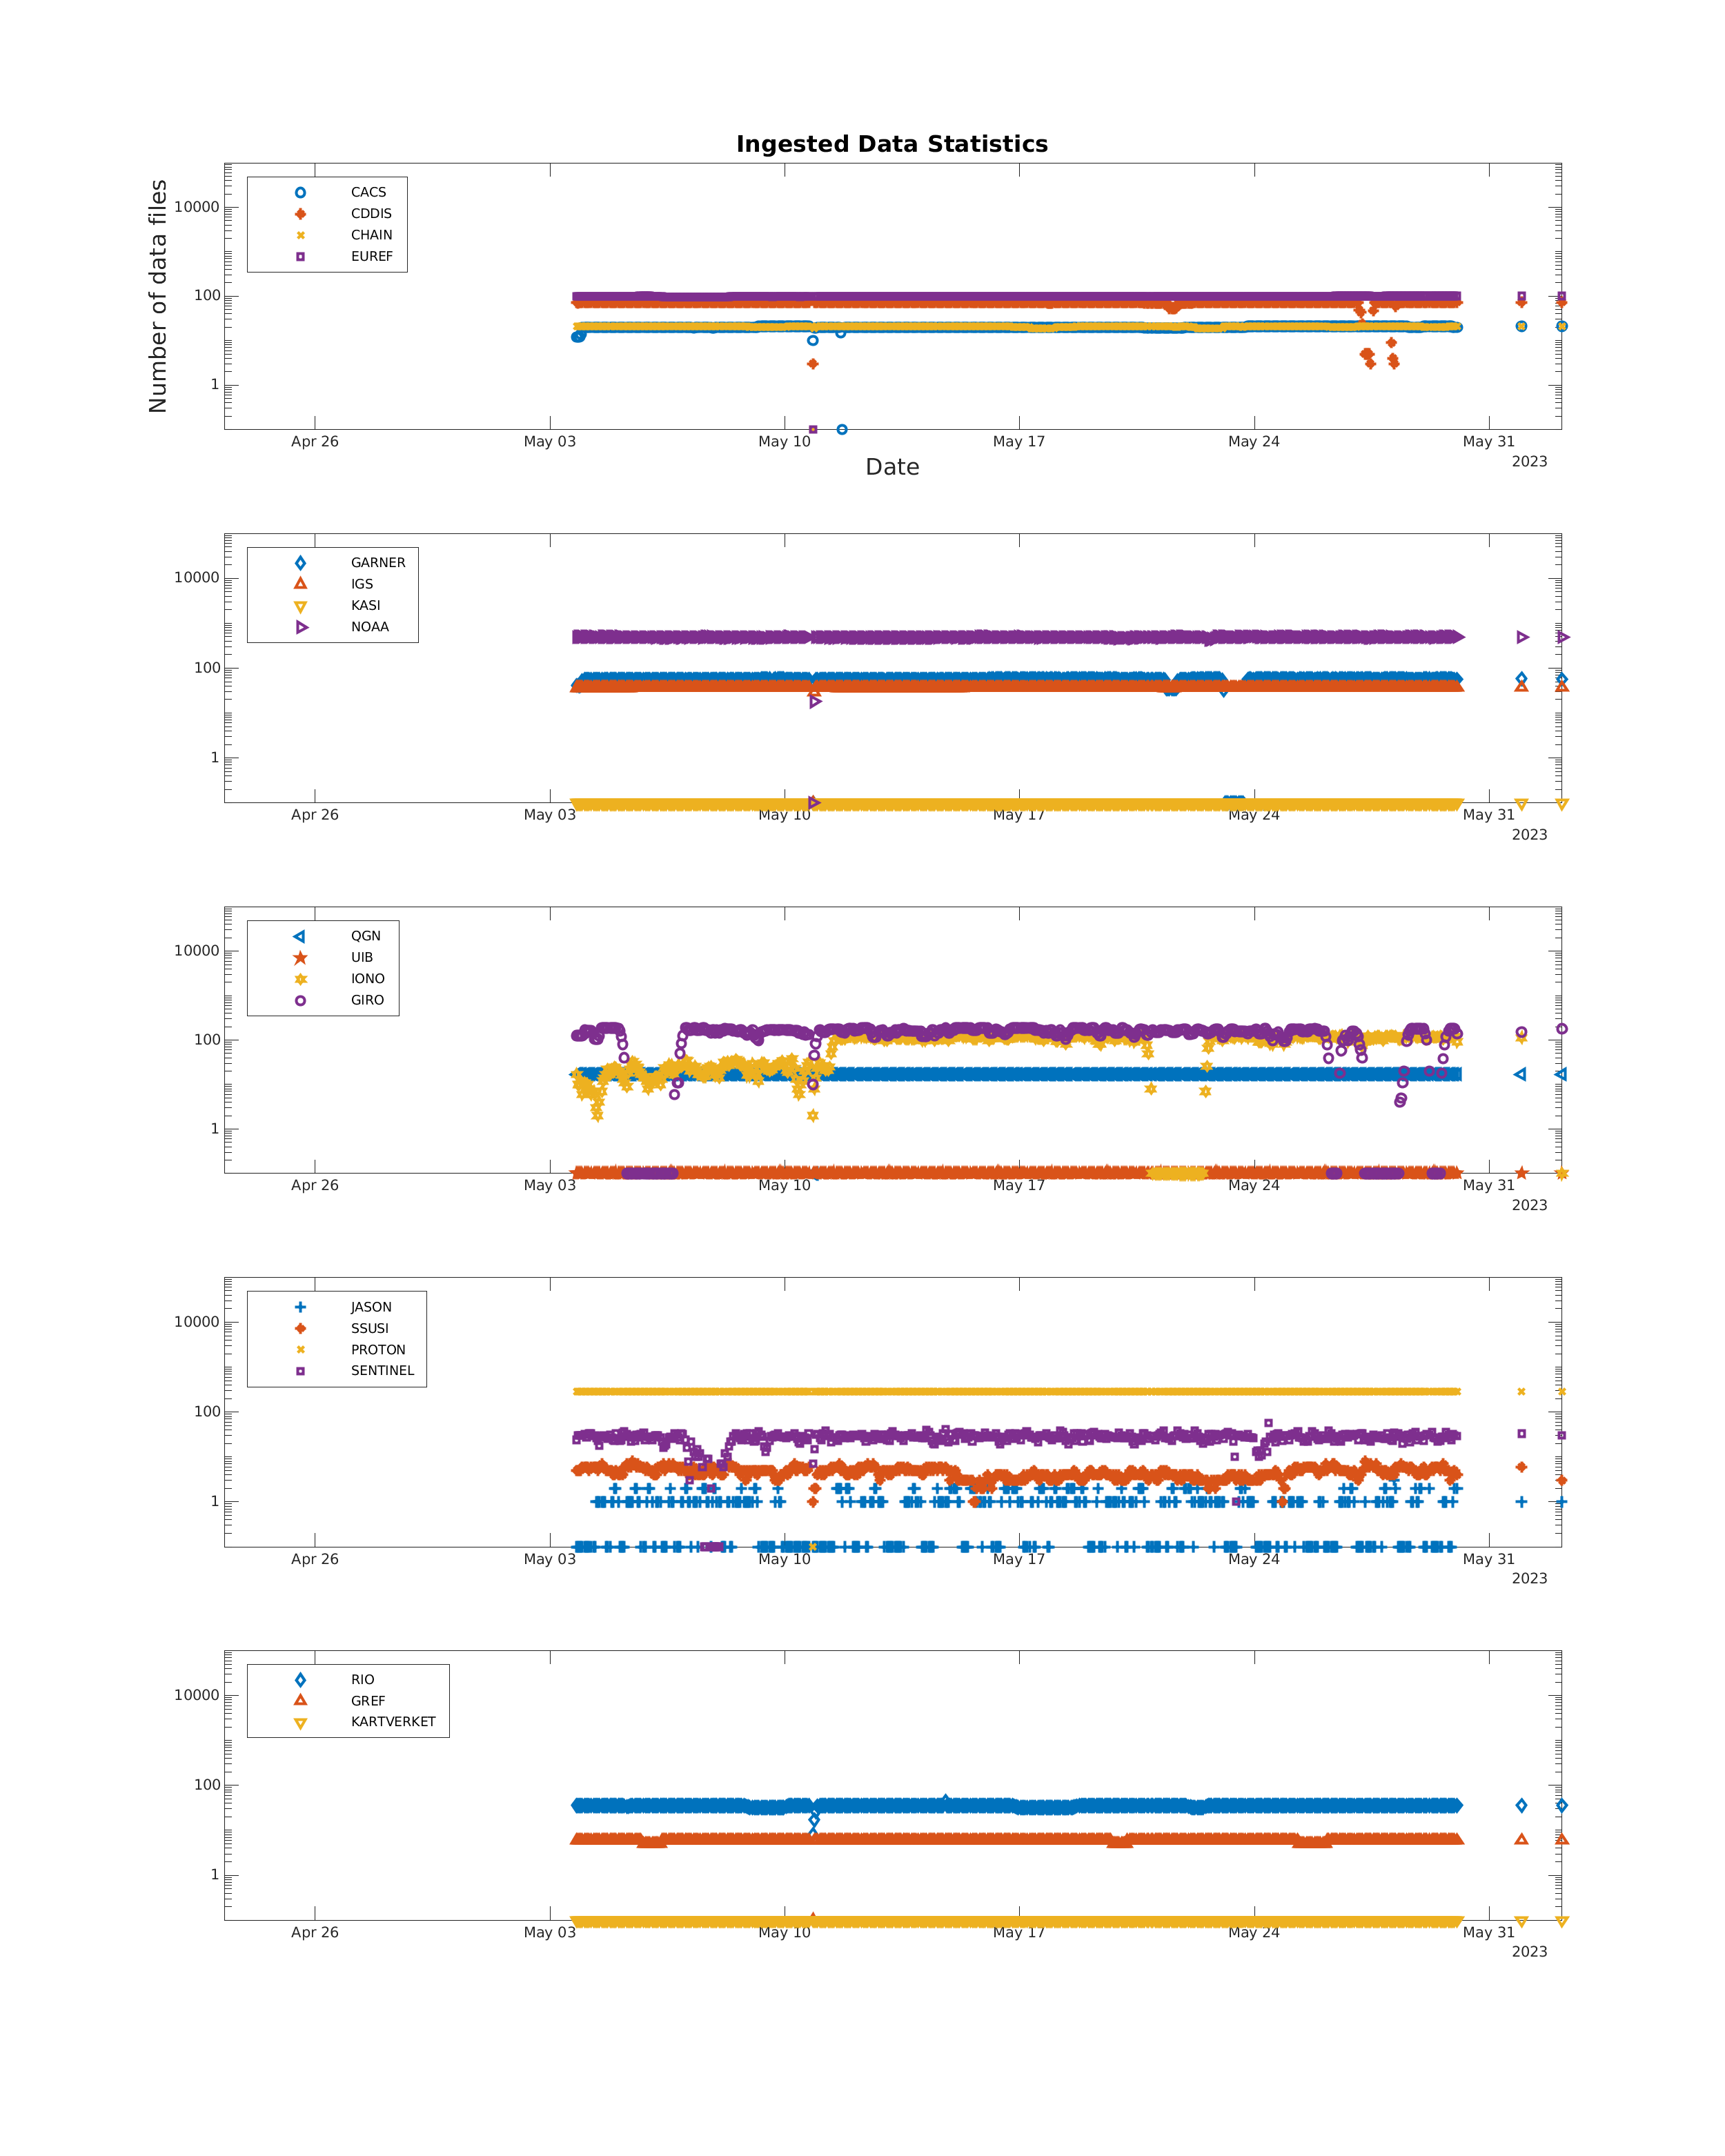 Ingested Data Statistics
Number of data files
CACS
CDDIS
CHAIN
EUREF
10000
100
1
Apr 26 May 03 May 10 May 17 May 24 May 31
2023
Date
GARNER
IGS
KASI
NOAA
10000
100
1
Apr 26 May 03 May 10 May 17 May 24 May 31
2023
QGN
UIB
IONO
GIRO
10000
100
1
Apr 26 May 03 May 10 May 17 May 24 May 31
2023
JASON
SSUSI
PROTON
SENTINEL
10000
100
1
Apr 26 May 03 May 10 May 17 May 24 May 31
2023
RIO
GREF
KARTVERKET
10000
100
1
Apr 26 May 03 May 10 May 17 May 24 May 31
2023